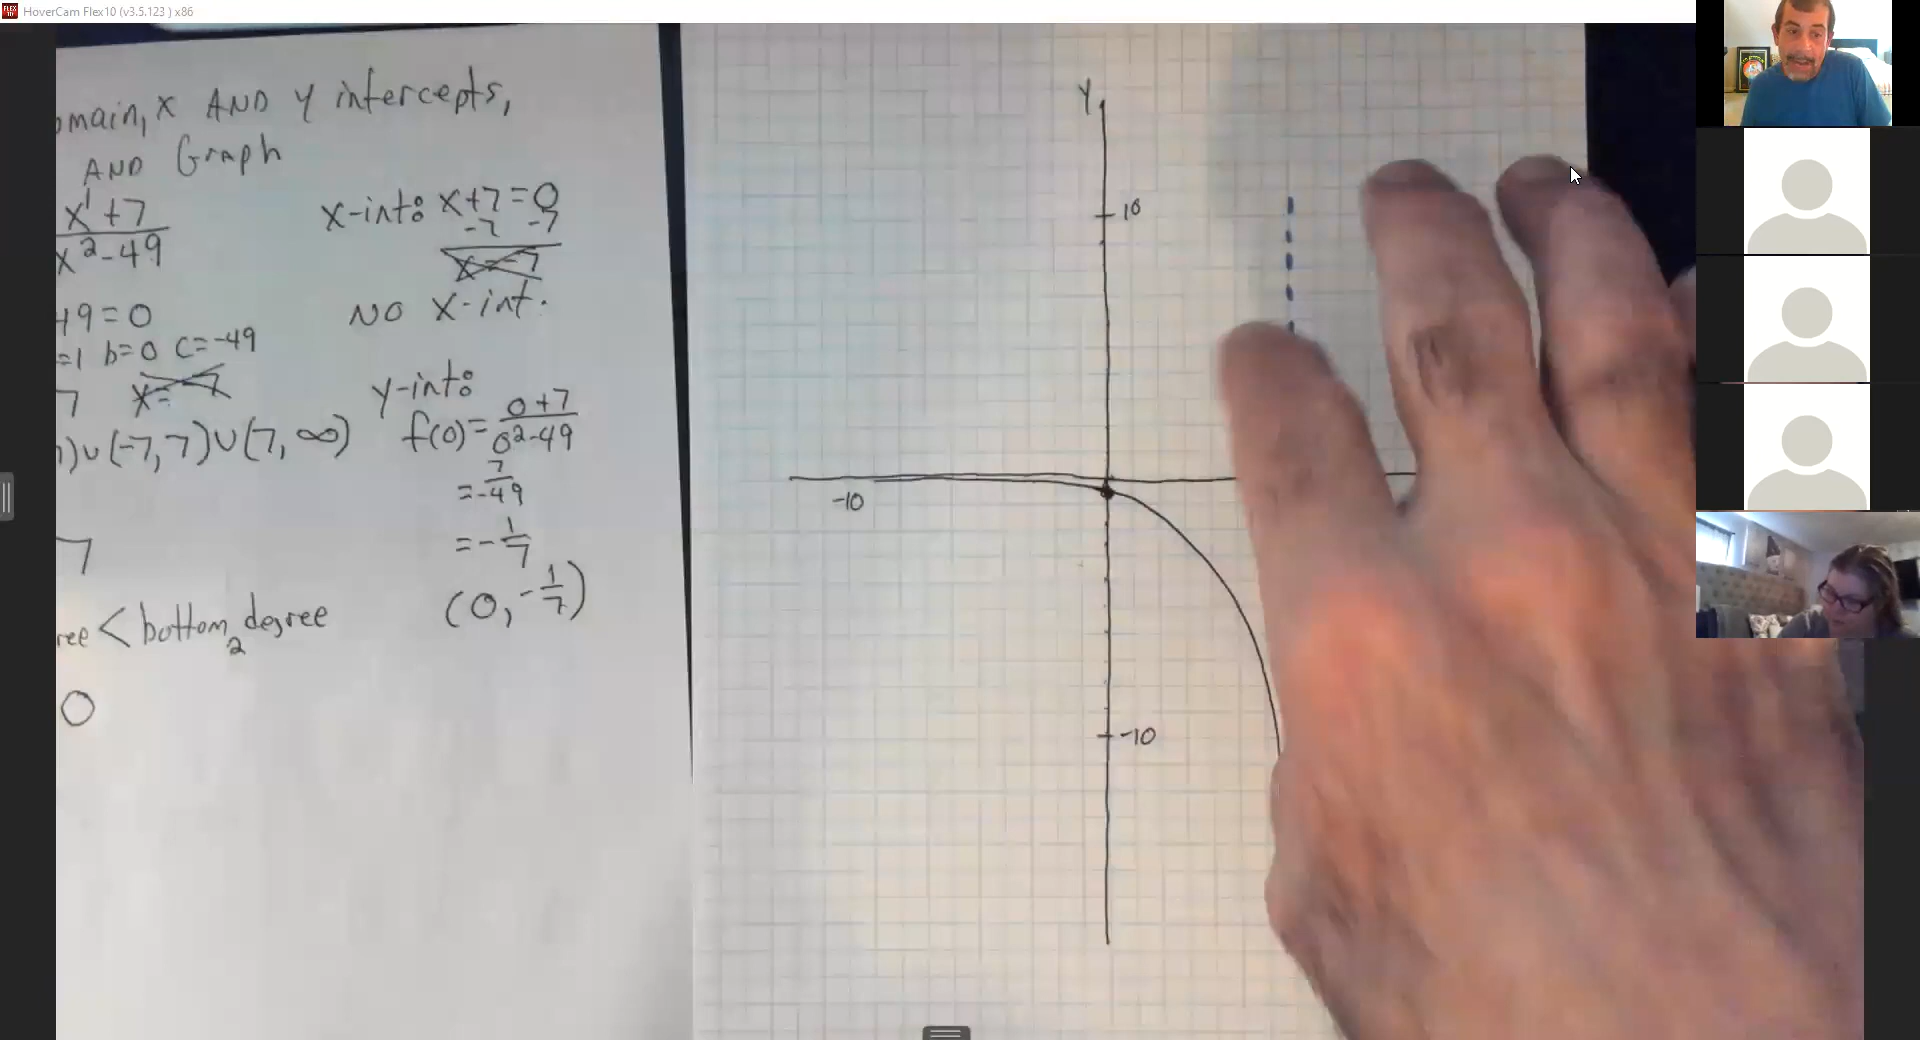 HoverCam Flex10 (v3.5.123 ) x86
omain, x AND y intercepts,
AND Graph
x¹+7
x²-49
49=0
=1 b=0 c=-49
7 x=-7
) ∪ (-7, 7) ∪ (7, ∞)
7
ree < bottom degree
2
0
x-int: x+7=0
-7 -7
x=-7
NO x-int.
y-int:
f(0)= 0+7
0²-49
= 7
-49
= - 1
7
(0, -1/7)
Y
10
-10
-10